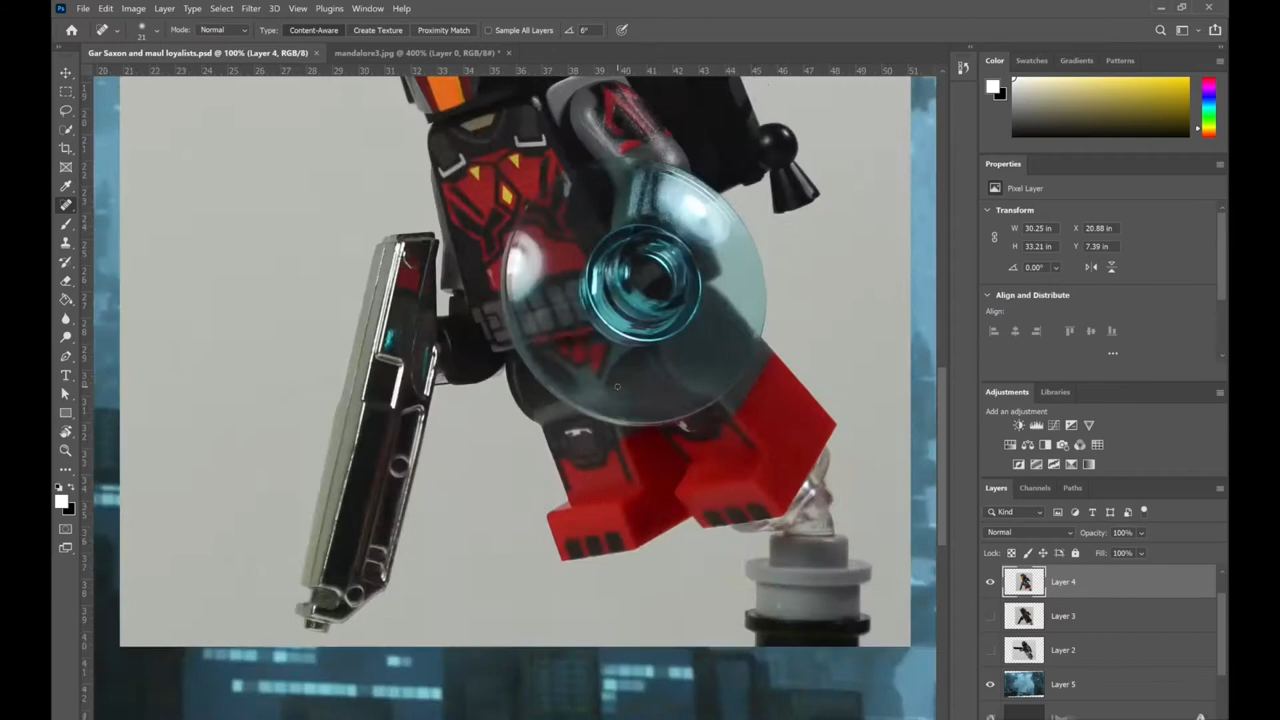 Ps File Edit Image Layer Type Select Filter 3D View Plugins Window Help
21 Mode: Normal Type: Content-Aware Create Texture Proximity Match Sample All Layers 6°
Gar Saxon and maul loyalists.psd @ 100% (Layer 4, RGB/8) × mandalore3.jpg @ 400% (Layer 0, RGB/8#) * ×
20 21 22 23 24 25 26 27 28 29 30 31 32 33 34 35 36 37 38 39 40 41 42 43 44 45 46 47 48 49 50 51
Color Swatches Gradients Patterns
Properties
Pixel Layer
Transform
W 30.25 in X 20.88 in
H 33.21 in Y 7.39 in
0.00°
Align and Distribute
Align:
Adjustments Libraries
Add an adjustment
Layers Channels Paths
Kind
Normal Opacity: 100%
Lock: Fill: 100%
Layer 4
Layer 3
Layer 2
Layer 5